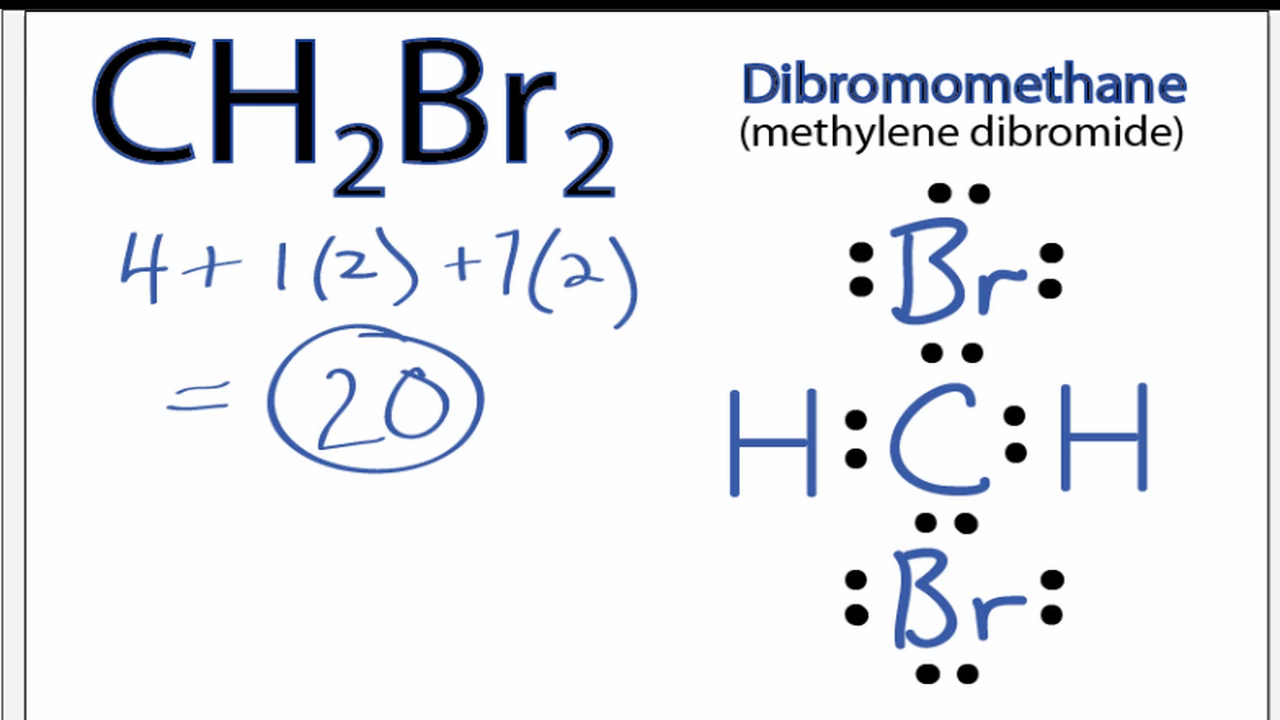 CH₂Br₂
4 + 1(2) + 7(2)
= 20
Dibromomethane
(methylene dibromide)
Br
H C H
Br